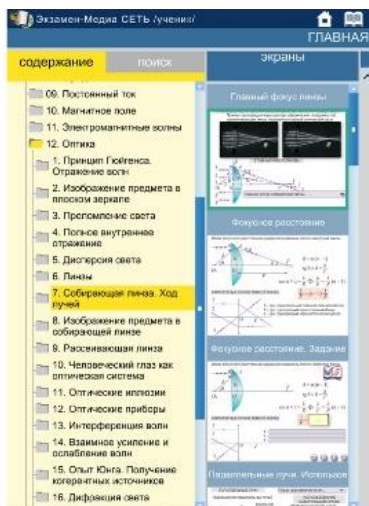 Экзамен-Медиа СЕТЬ /ученик/
ГЛАВНАЯ
содержание
поиск
экраны
09. Постоянный ток
10. Магнитное поле
11. Электромагнитные волны
12. Оптика
1. Принцип Гюйгенса.
Отражение волн
2. Изображение предмета в
плоском зеркале
3. Преломление света
4. Полное внутреннее
отражение
5. Дисперсия света
6. Линзы
7. Собирающая линза. Ход
лучей
8. Изображение предмета в
собирающей линзе
9. Рассеивающая линза
10. Человеческий глаз как
оптическая система
11. Оптические иллюзии
12. Оптические приборы
13. Интерференция волн
14. Взаимное усиление и
ослабление волн
15. Опыт Юнга. Получение
когерентных источников
16. Дифракция света
Главный фокус линзы
Фокусное расстояние
Фокусное расстояние. Задание
Параллельные лучи. Использов